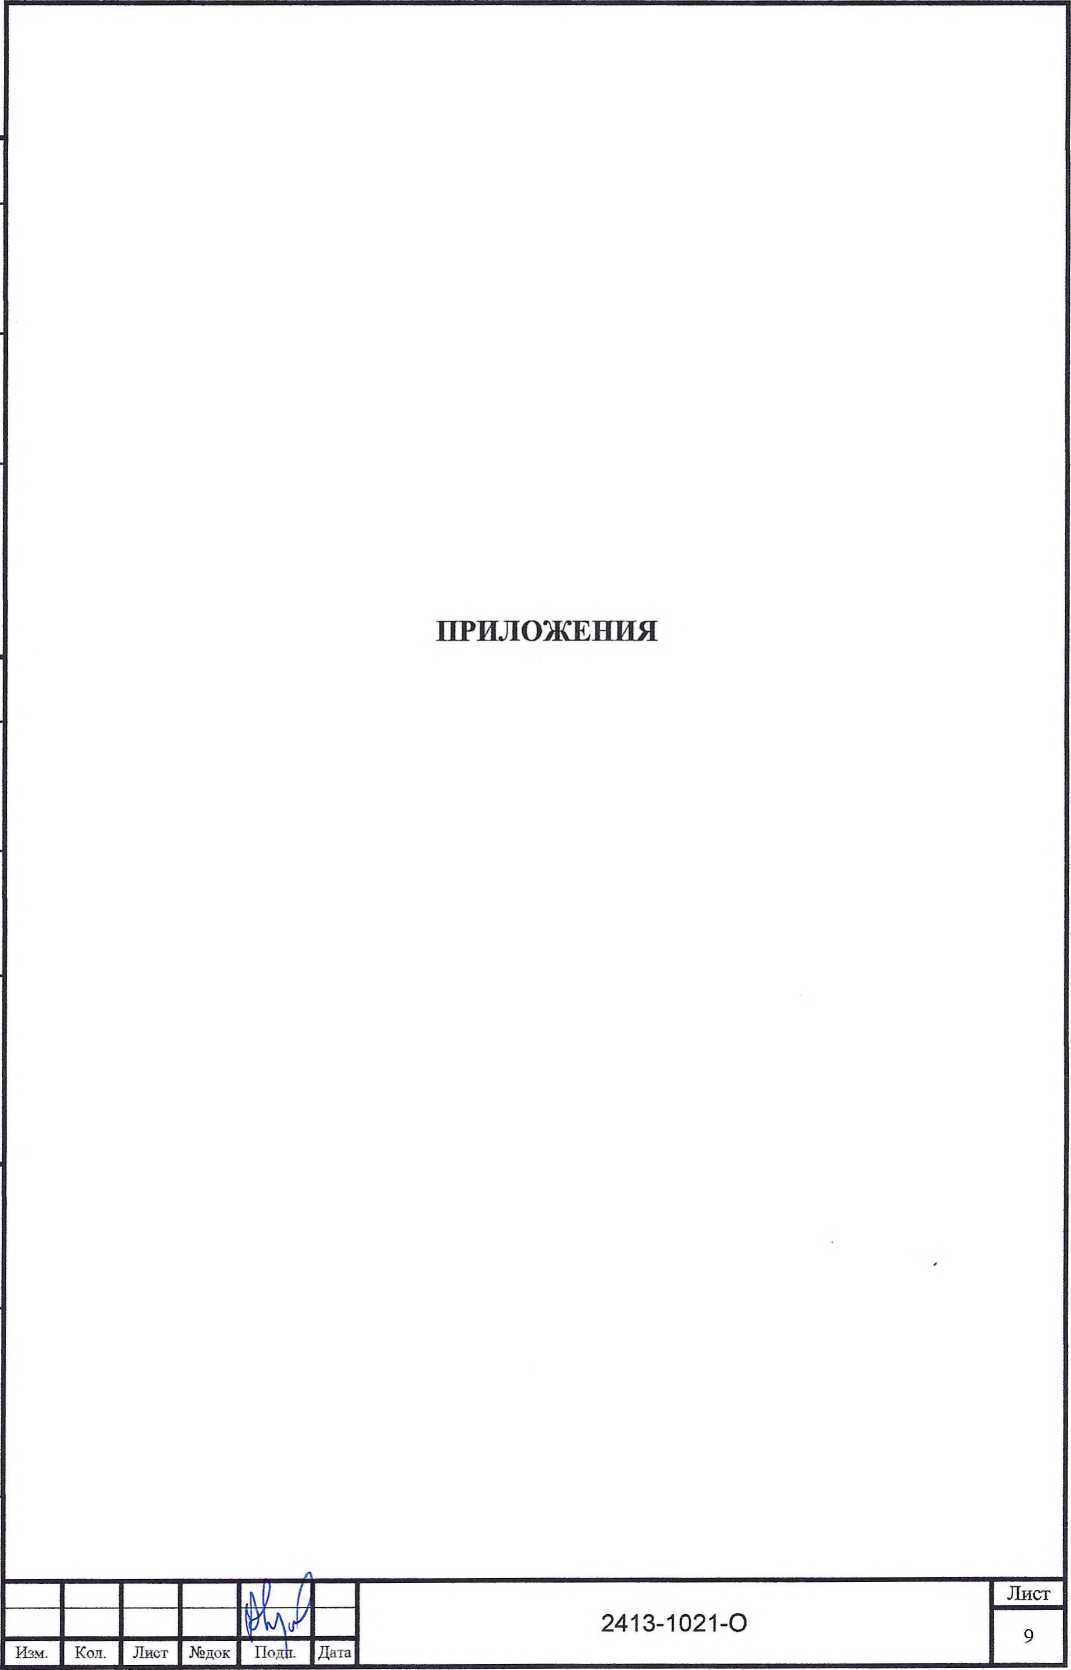 ПРИЛОЖЕНИЯ
2413-1021-О
Лист
9
Изм. Кол. Лист №док Подп. Дата